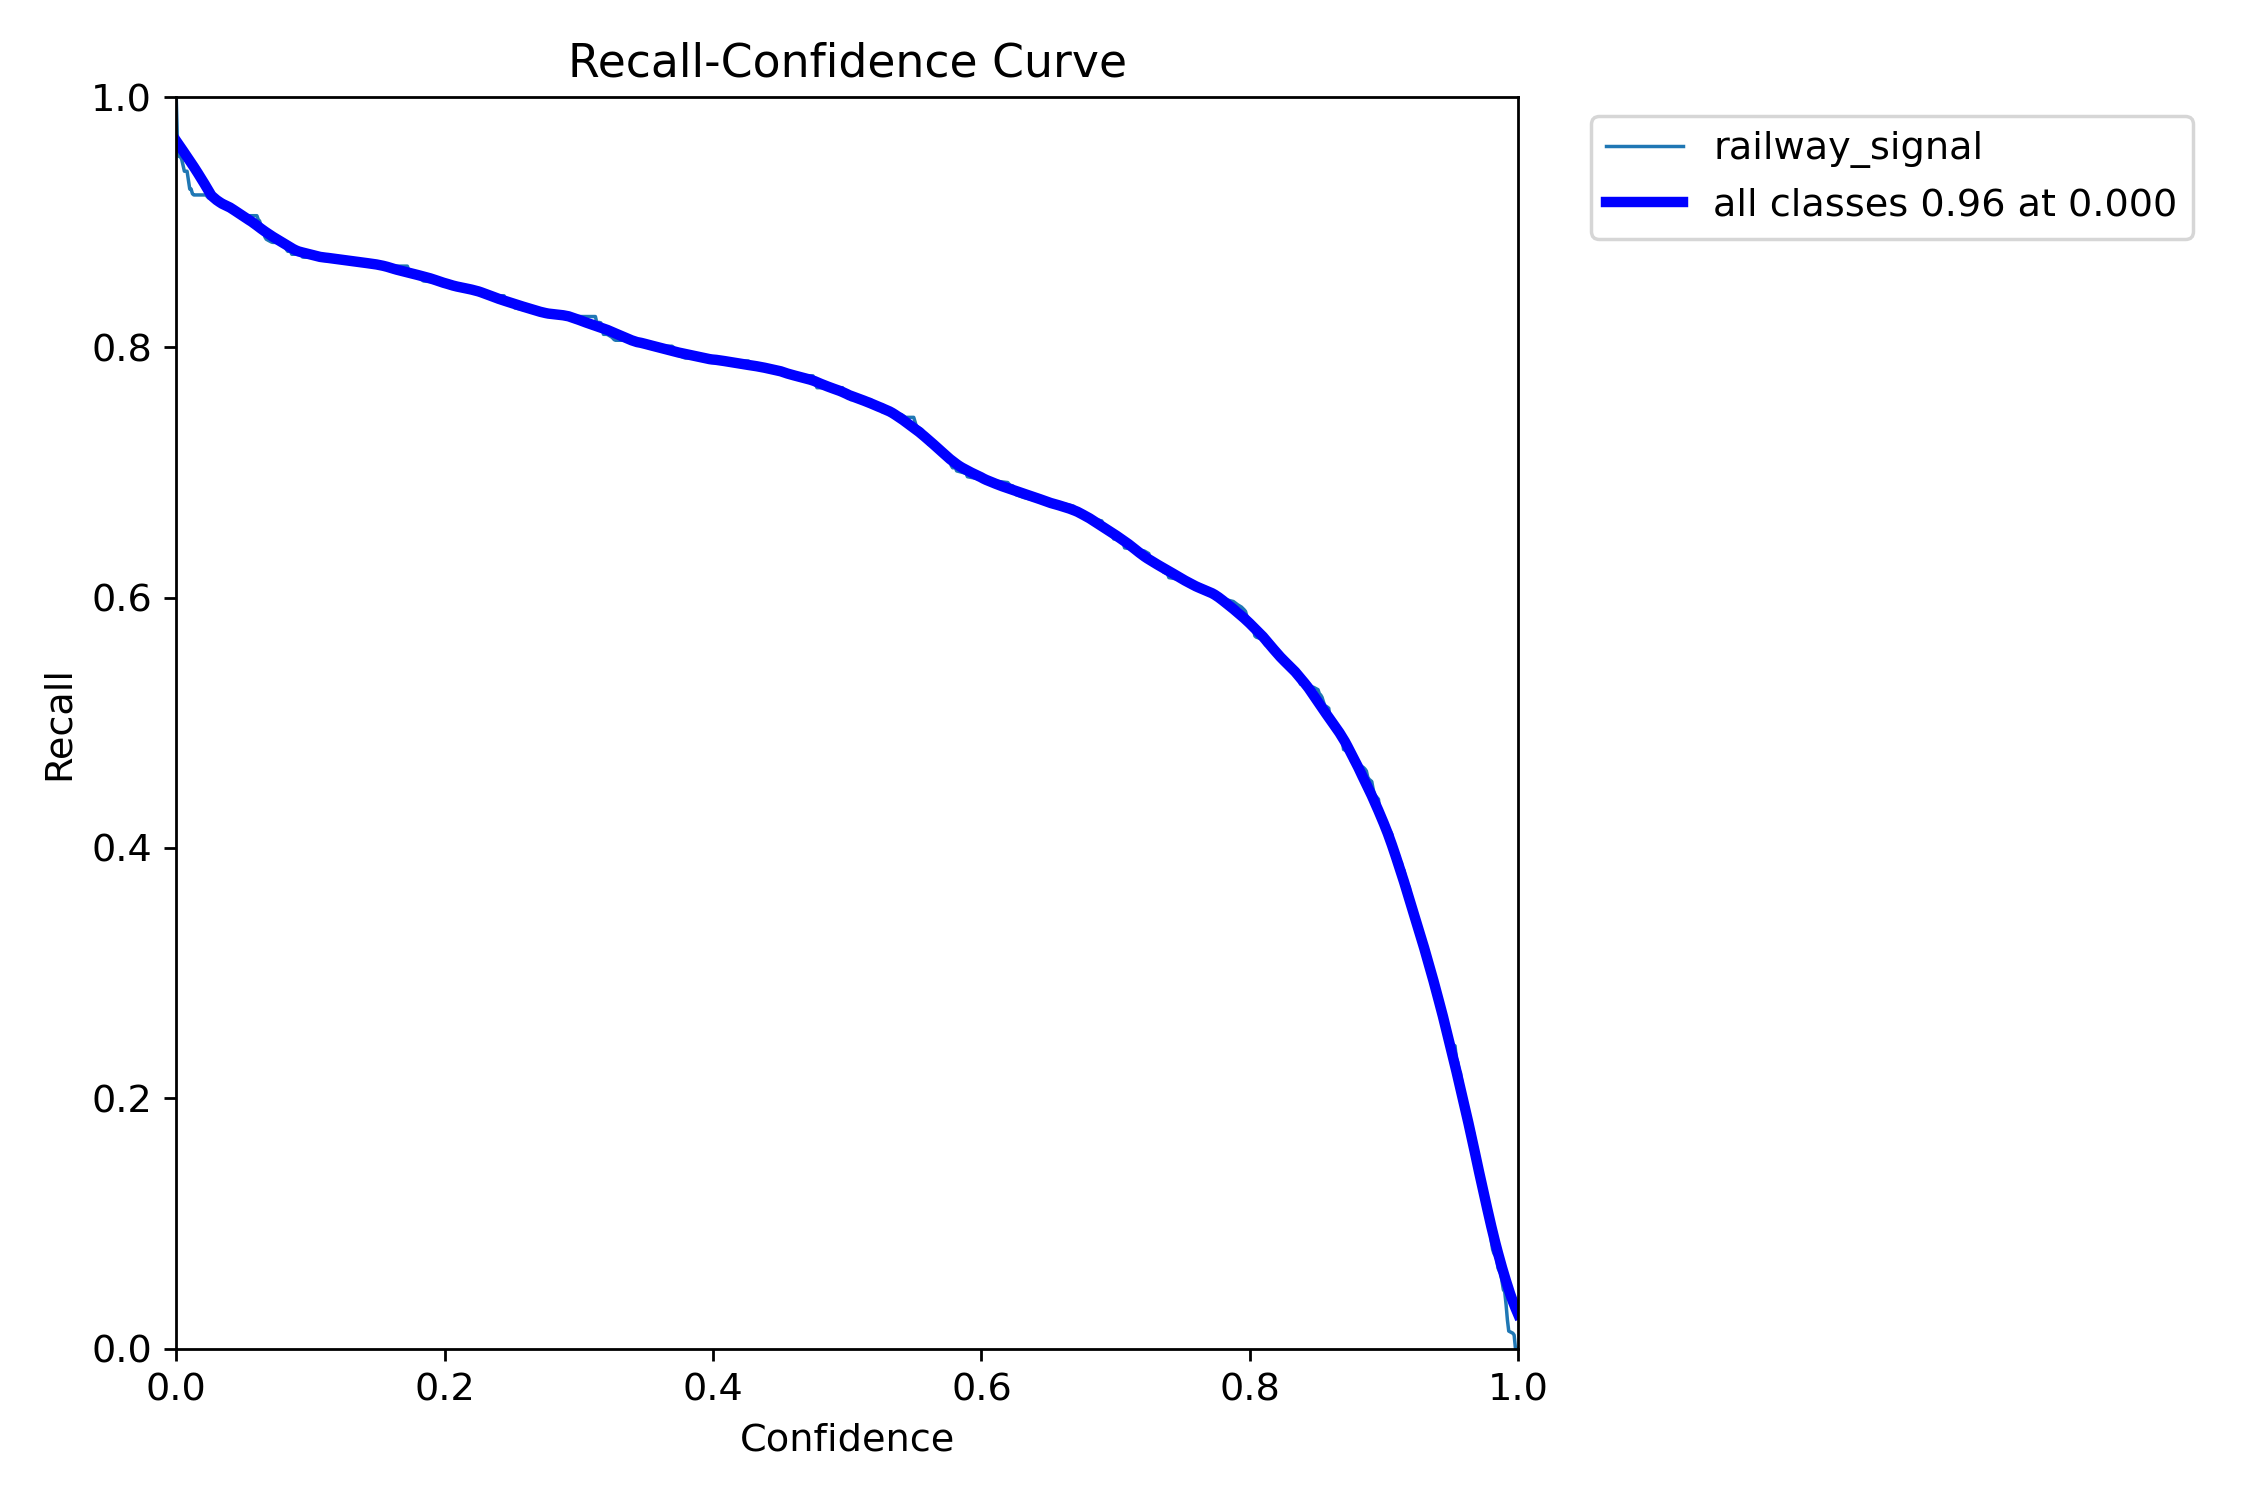 Recall-Confidence Curve
railway_signal
all classes 0.96 at 0.000
1.0
0.8
0.6
0.4
0.2
0.0
Recall
0.0 0.2 0.4 0.6 0.8 1.0
Confidence